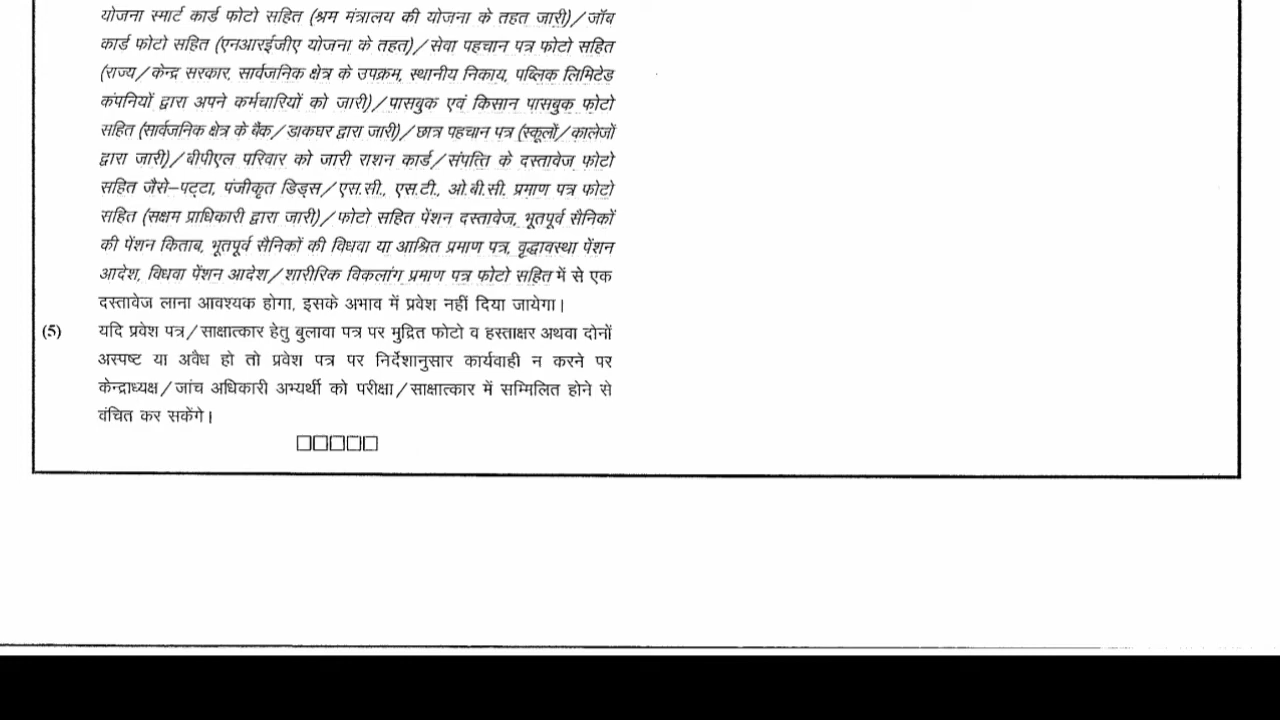 योजना स्मार्ट कार्ड फोटो सहित (श्रम मंत्रालय की योजना के तहत जारी)/जॉब
कार्ड फोटो सहित (एनआरईजीए योजना के तहत)/सेवा पहचान पत्र फोटो सहित
(राज्य/केन्द्र सरकार, सार्वजनिक क्षेत्र के उपक्रम, स्थानीय निकाय, पब्लिक लिमिटेड
कंपनियों द्वारा अपने कर्मचारियों को जारी)/पासबुक एवं किसान पासबुक फोटो
सहित (सार्वजनिक क्षेत्र के बैंक/डाकघर द्वारा जारी)/छात्र पहचान पत्र (स्कूलों/कालेजों
द्वारा जारी)/बीपीएल परिवार को जारी राशन कार्ड/संपत्ति के दस्तावेज फोटो
सहित जैसे–पट्टा, पंजीकृत डिड्स/एस.सी., एस.टी., ओ.बी.सी. प्रमाण पत्र फोटो
सहित (सक्षम प्राधिकारी द्वारा जारी)/फोटो सहित पेंशन दस्तावेज, भूतपूर्व सैनिकों
की पेंशन किताब, भूतपूर्व सैनिकों की विधवा या आश्रित प्रमाण पत्र, वृद्धावस्था पेंशन
आदेश, विधवा पेंशन आदेश/शारीरिक विकलांग प्रमाण पत्र फोटो सहित में से एक
दस्तावेज लाना आवश्यक होगा, इसके अभाव में प्रवेश नहीं दिया जायेगा।
(5) यदि प्रवेश पत्र/साक्षात्कार हेतु बुलावा पत्र पर मुद्रित फोटो व हस्ताक्षर अथवा दोनों
अस्पष्ट या अवैध हो तो प्रवेश पत्र पर निर्देशानुसार कार्यवाही न करने पर
केन्द्राध्यक्ष/जांच अधिकारी अभ्यर्थी को परीक्षा/साक्षात्कार में सम्मिलित होने से
वंचित कर सकेंगे।
□□□□□